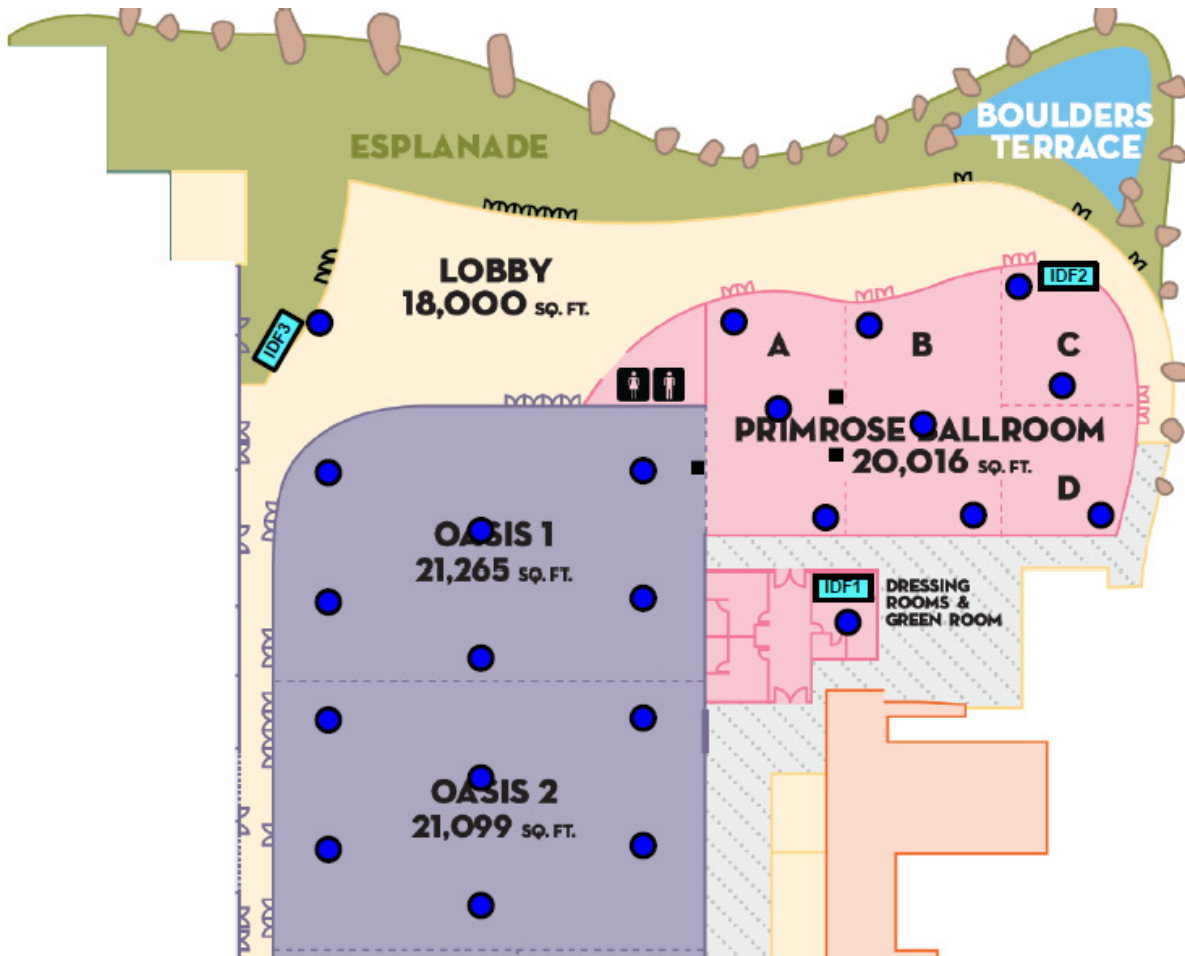 ESPLANADE
BOULDERS
TERRACE
LOBBY
18,000 SQ. FT.
IDF2
IDF3
A
B
C
PRIMROSE BALLROOM
20,016 SQ. FT.
D
OASIS 1
21,265 SQ. FT.
IDF1
DRESSING
ROOMS &
GREEN ROOM
OASIS 2
21,099 SQ. FT.